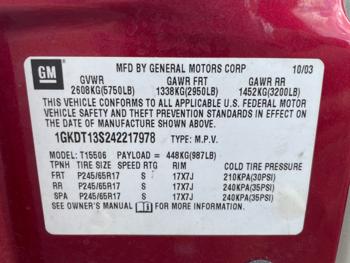 GM
MFD BY GENERAL MOTORS CORP 10/03
GVWR GAWR FRT GAWR RR
2608KG(5750LB) 1338KG(2950LB) 1452KG(3200LB)
THIS VEHICLE CONFORMS TO ALL APPLICABLE U.S. FEDERAL MOTOR
VEHICLE SAFETY AND THEFT PREVENTION STANDARDS IN EFFECT ON
THE DATE OF MANUFACTURE SHOWN ABOVE.
1GKDT13S242217978 TYPE: M.P.V.
MODEL: T15506 PAYLOAD = 448KG(987LB)
TPNH TIRE SIZE SPEED RTG RIM COLD TIRE PRESSURE
FRT P245/65R17 S 17X7J 210KPA(30PSI)
RR P245/65R17 S 17X7J 240KPA(35PSI)
SPA P245/65R17 S 17X7J 240KPA(35PSI)
SEE OWNER'S MANUAL FOR MORE INFORMATION